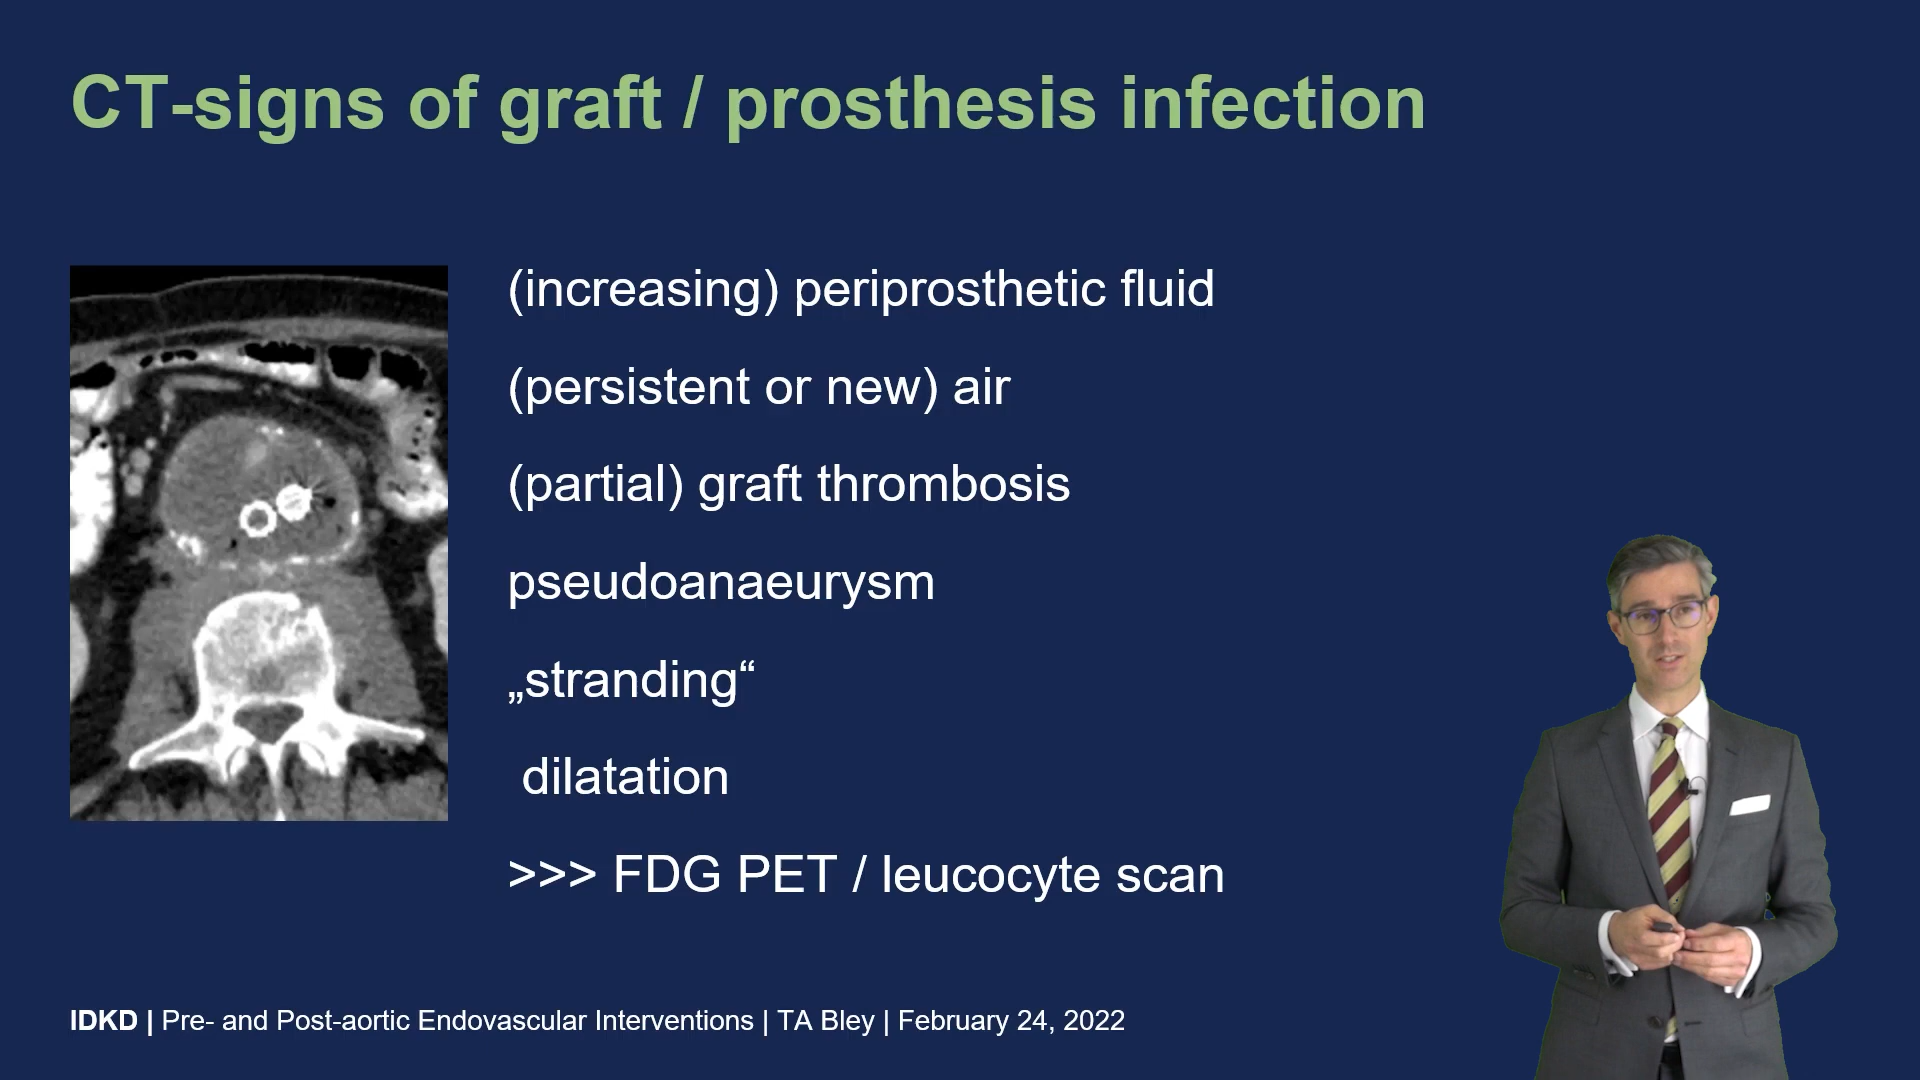 CT-signs of graft / prosthesis infection
(increasing) periprosthetic fluid
(persistent or new) air
(partial) graft thrombosis
pseudoanaeurysm
„stranding“
dilatation
>>> FDG PET / leucocyte scan
IDKD | Pre- and Post-aortic Endovascular Interventions | TA Bley | February 24, 2022